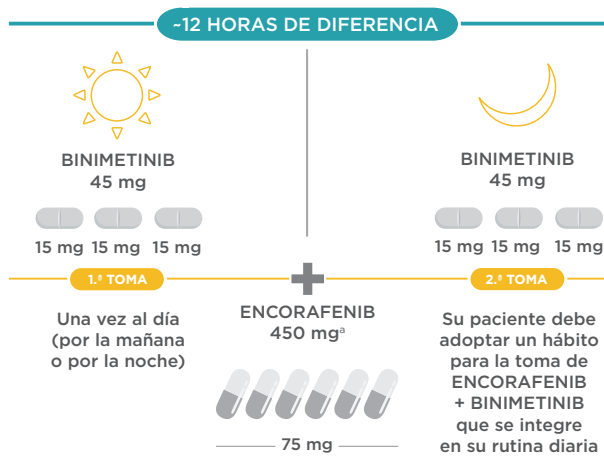 ~12 HORAS DE DIFERENCIA
BINIMETINIB
45 mg
15 mg 15 mg 15 mg
1.ª TOMA
Una vez al día
(por la mañana
o por la noche)
ENCORAFENIB
450 mgᵃ
75 mg
BINIMETINIB
45 mg
15 mg 15 mg 15 mg
2.ª TOMA
Su paciente debe
adoptar un hábito
para la toma de
ENCORAFENIB
+ BINIMETINIB
que se integre
en su rutina diaria